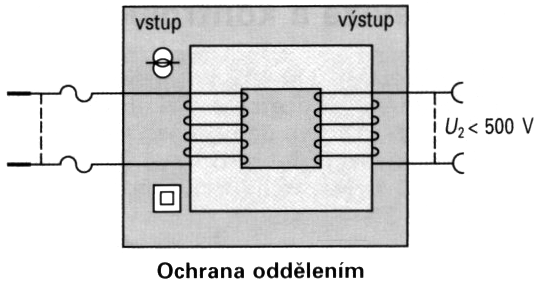 vstup
výstup
U₂ < 500 V
Ochrana oddělením